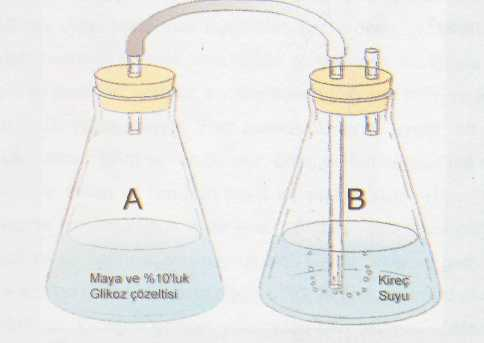 A
B
Maya ve %10'luk
Glikoz çözeltisi
Kireç
Suyu